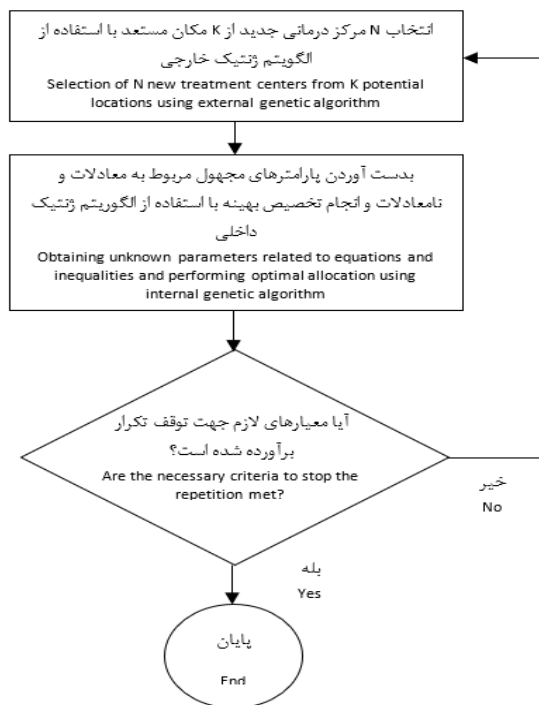 انتخاب N مرکز درمانی جدید از K مکان مستعد با استفاده از
الگویتم ژنتیک خارجی
Selection of N new treatment centers from K potential
locations using external genetic algorithm
بدست آوردن پارامترهای مجهول مربوط به معادلات و
نامعادلات و انجام تخصیص بهینه با استفاده از الگوریتم ژنتیک
داخلی
Obtaining unknown parameters related to equations and
inequalities and performing optimal allocation using
internal genetic algorithm
آیا معیارهای لازم جهت توقف تکرار
برآورده شده است؟
Are the necessary criteria to stop the
repetition met?
خیر
No
بله
Yes
پایان
End